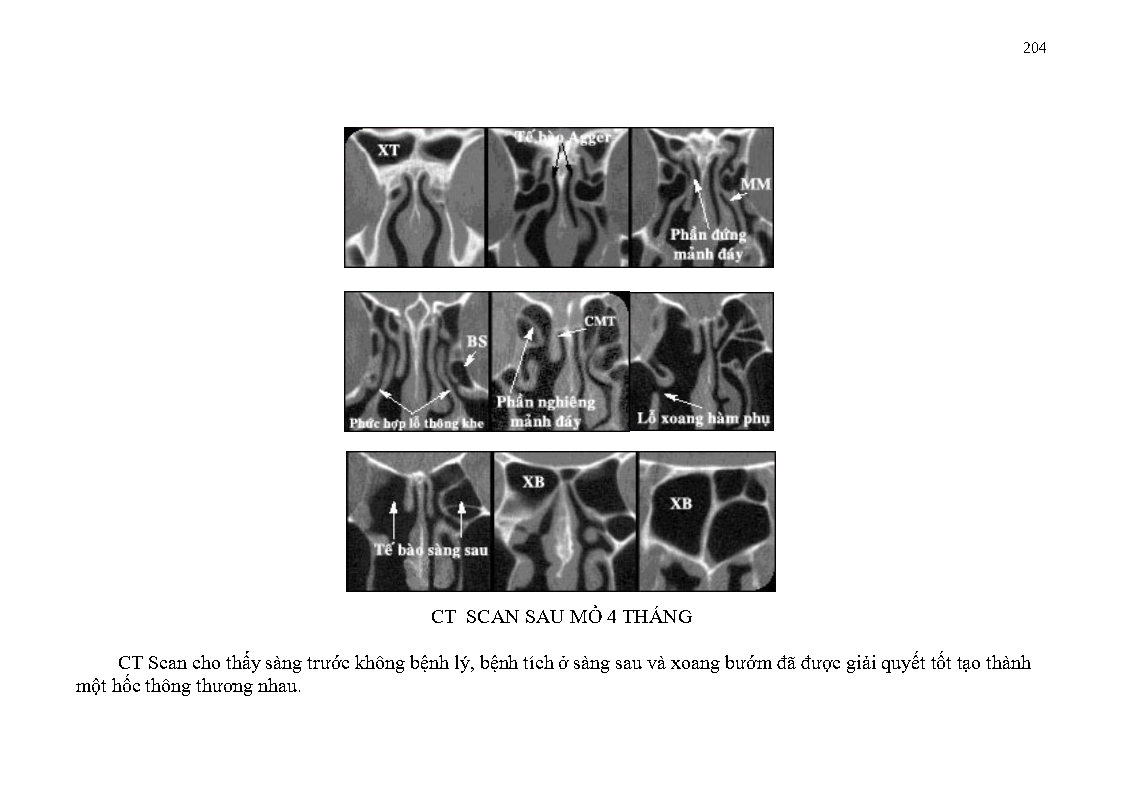 204
XT
Tế bào Agger
MM
Phần đứng
mảnh đáy
BS
Phức hợp lỗ thông khe
CMT
Phần nghiêng
mảnh đáy
Lỗ xoang hàm phụ
Tế bào sàng sau
XB
XB
CT SCAN SAU MỎ 4 THÁNG
CT Scan cho thấy sàng trước không bệnh lý, bệnh tích ở sàng sau và xoang bướm đã được giải quyết tốt tạo thành
một hốc thông thương nhau.